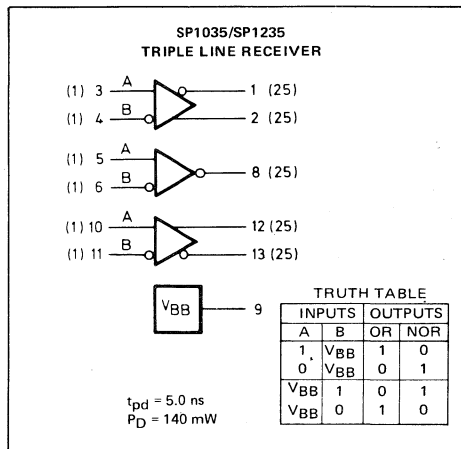 SP1035/SP1235
TRIPLE LINE RECEIVER
(1) 3 A 1 (25)
(1) 4 B 2 (25)
(1) 5 A
8 (25)
(1) 6 B
(1) 10 A 12 (25)
(1) 11 B 13 (25)
VBB 9
TRUTH TABLE
INPUTS OUTPUTS
A B OR NOR
1 VBB 1 0
0 VBB 0 1
VBB 1 0 1
VBB 0 1 0
tpd = 5.0 ns
PD = 140 mW